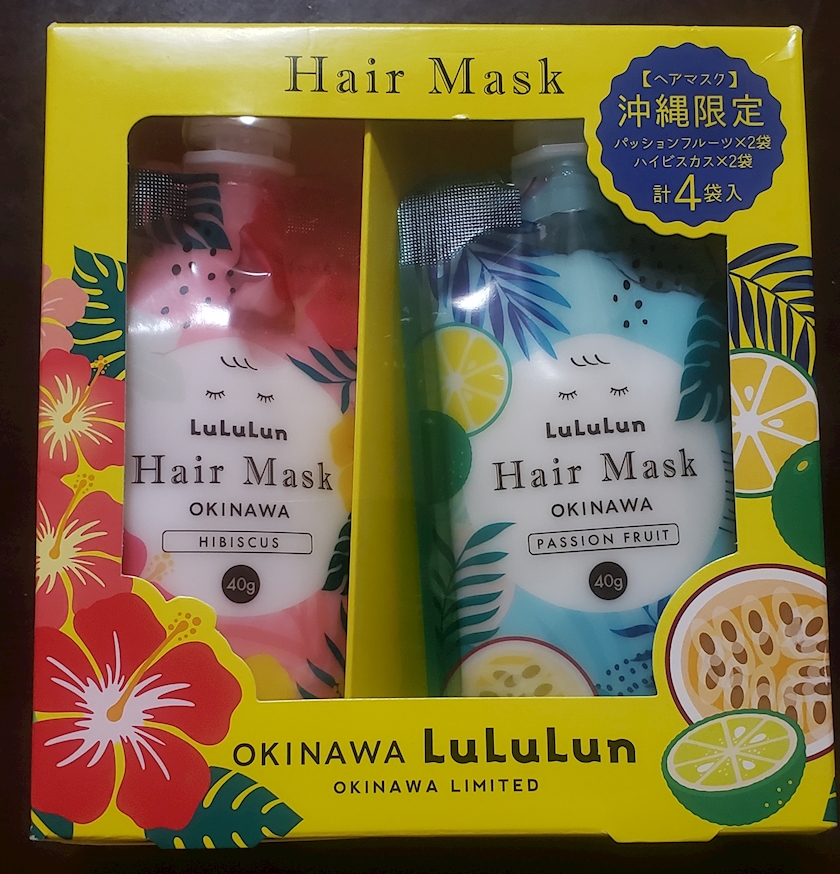 Hair Mask
【ヘアマスク】
沖縄限定
パッションフルーツ×2袋
ハイビスカス×2袋
計4袋入
LuLuLun
Hair Mask
OKINAWA
HIBISCUS
40g
LuLuLun
Hair Mask
OKINAWA
PASSION FRUIT
40g
OKINAWA LuLuLun
OKINAWA LIMITED